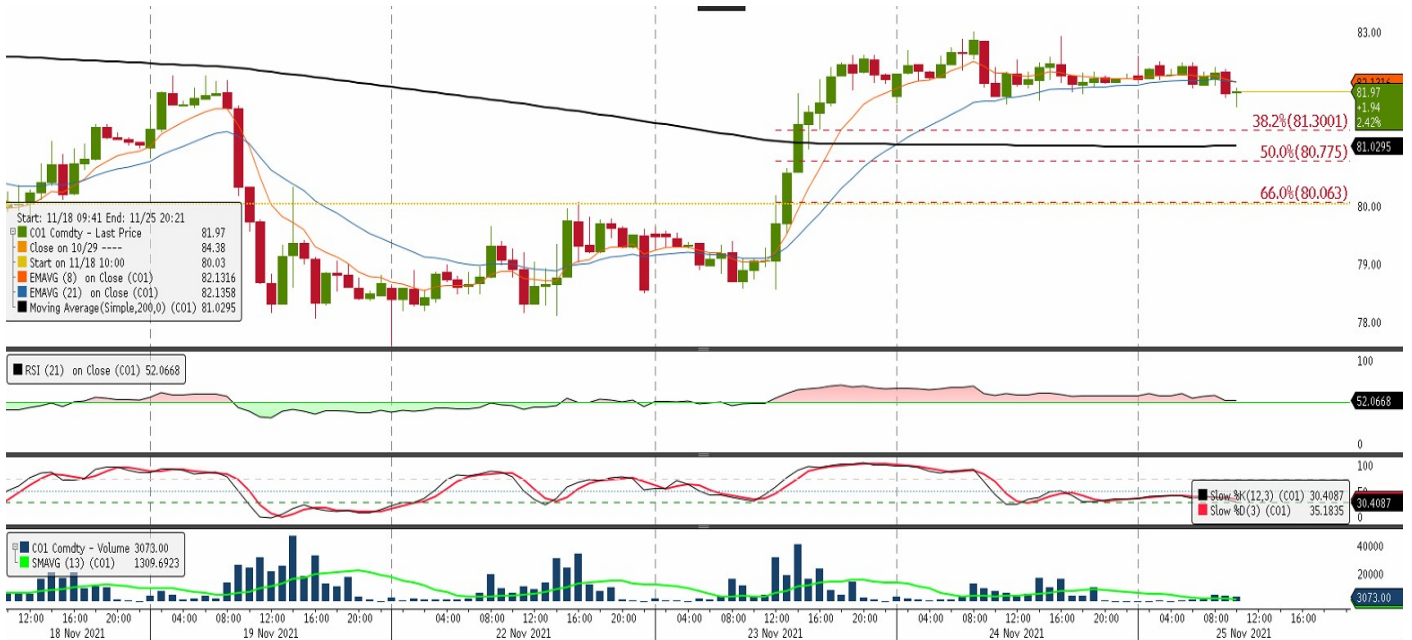 83.00
82.1316
81.97
+1.94
2.42%
38.2%(81.3001)
81.0295
50.0%(80.775)
66.0%(80.063)
80.00
79.00
78.00
Start: 11/18 09:41 End: 11/25 20:21
CO1 Comdty - Last Price 81.97
Close on 10/29 ---- 84.38
Start on 11/18 10:00 80.03
EMAVG (8) on Close (CO1) 82.1316
EMAVG (21) on Close (CO1) 82.1358
Moving Average(Simple,200,0) (CO1) 81.0295
RSI (21) on Close (CO1) 52.0668
100
52.0668
0
100
50
Slow %K(12,3) (CO1) 30.4087
Slow %D(3) (CO1) 35.1835
30.4087
0
CO1 Comdty - Volume 3073.00
SMAVG (13) (CO1) 1309.6923
40000
20000
3073.00
12:00 16:00 20:00 04:00 08:00 12:00 16:00 20:00 04:00 08:00 12:00 16:00 20:00 04:00 08:00 12:00 16:00 20:00 04:00 08:00 12:00 16:00 20:00 04:00 08:00 12:00 16:00
18 Nov 2021 19 Nov 2021 22 Nov 2021 23 Nov 2021 24 Nov 2021 25 Nov 2021